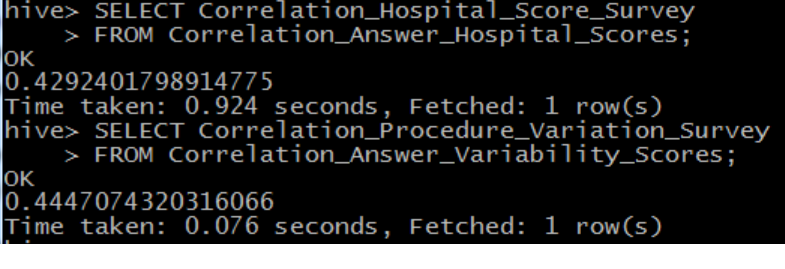 hive> SELECT Correlation_Hospital_Score_Survey
    > FROM Correlation_Answer_Hospital_Scores;
OK
0.4292401798914775
Time taken: 0.924 seconds, Fetched: 1 row(s)
hive> SELECT Correlation_Procedure_Variation_Survey
    > FROM Correlation_Answer_Variability_Scores;
OK
0.4447074320316066
Time taken: 0.076 seconds, Fetched: 1 row(s)